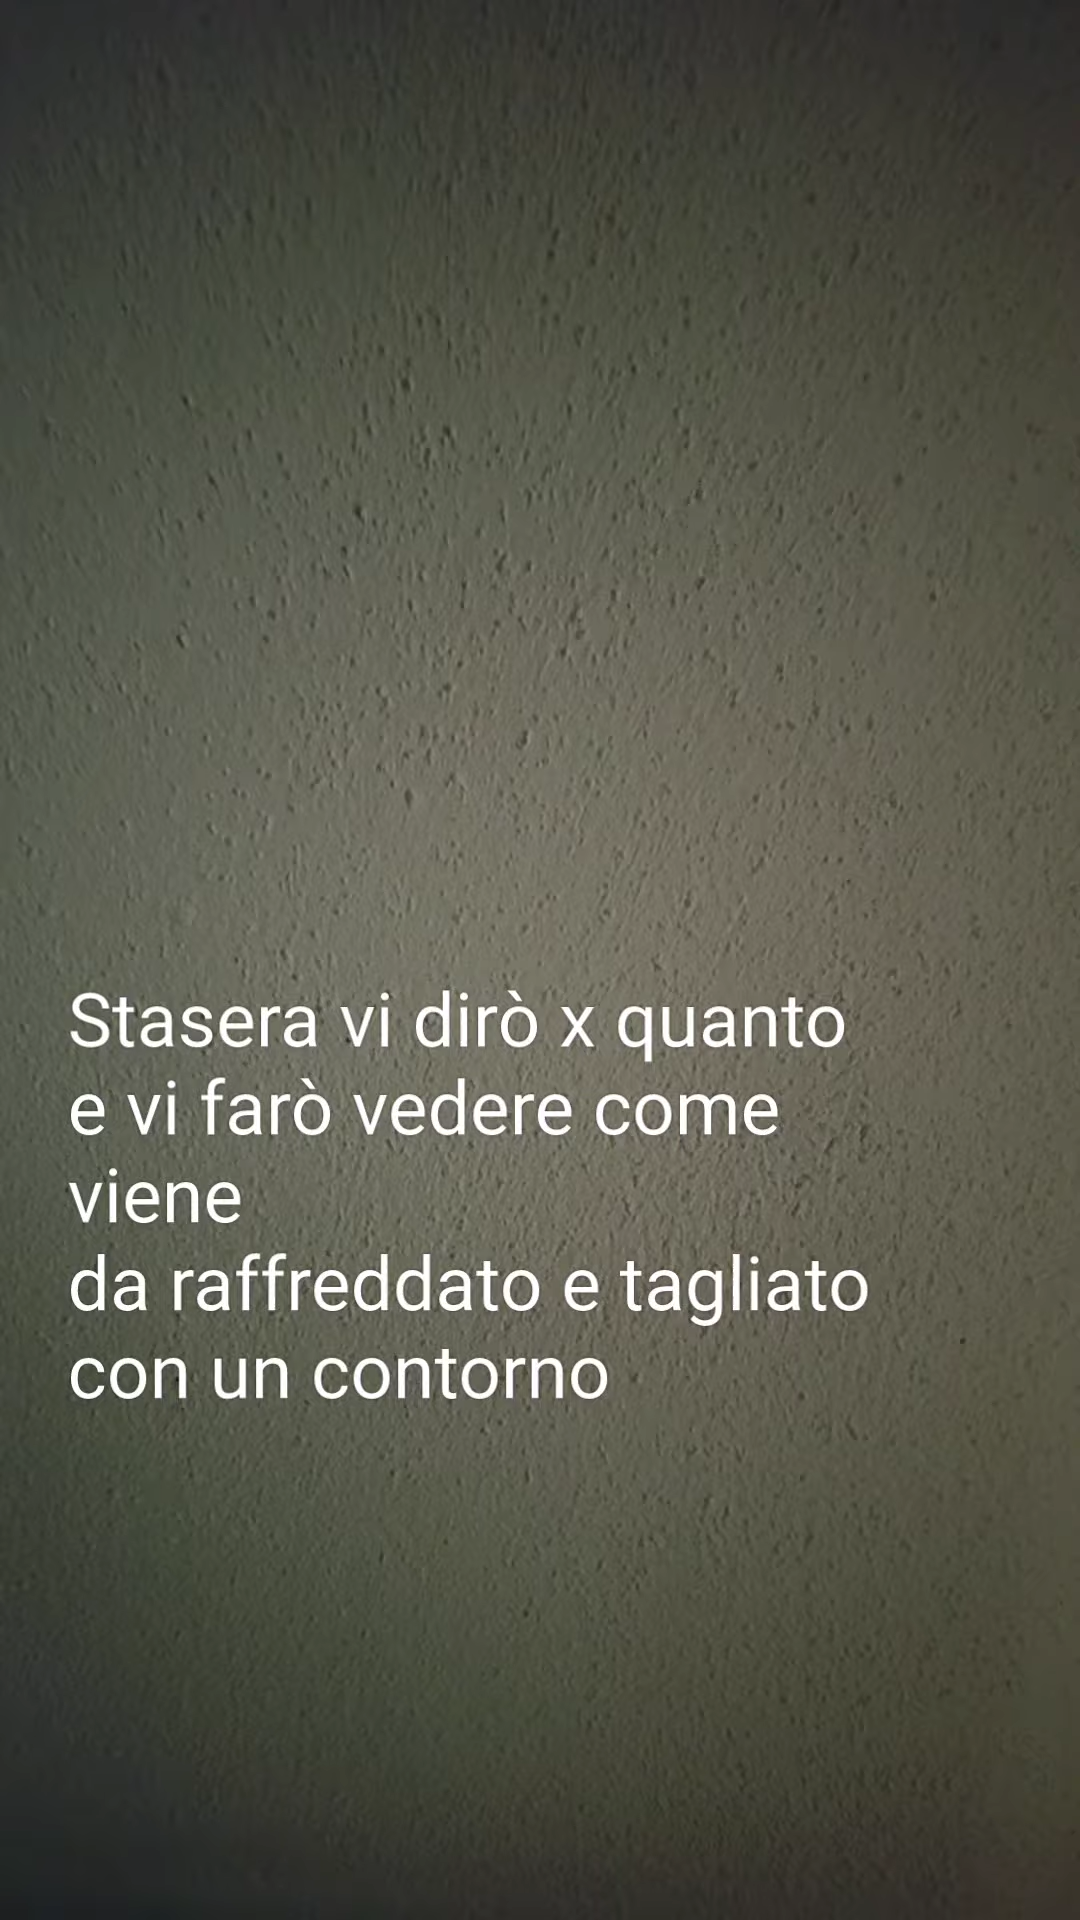 Stasera vi dirò x quanto
e vi farò vedere come
viene
da raffreddato e tagliato
con un contorno